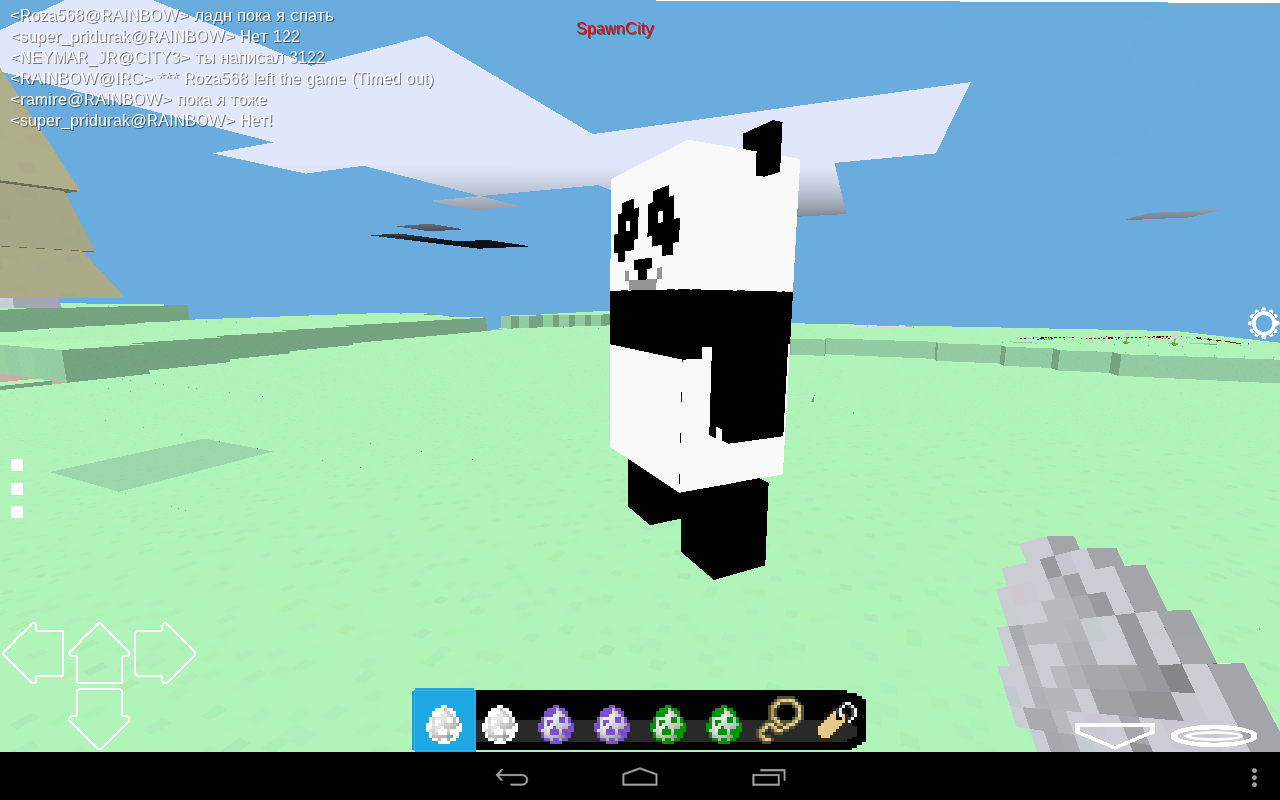 <Roza568@RAINBOW> ладн пока я спать
SpawnCity
<super_pridurak@RAINBOW> Нет 122
<NEYMAR_JR@CITY3> ты написал 3122
<RAINBOW@IRC> *** Roza568 left the game (Timed out)
<ramire@RAINBOW> пока я тоже
<super_pridurak@RAINBOW> Нет!